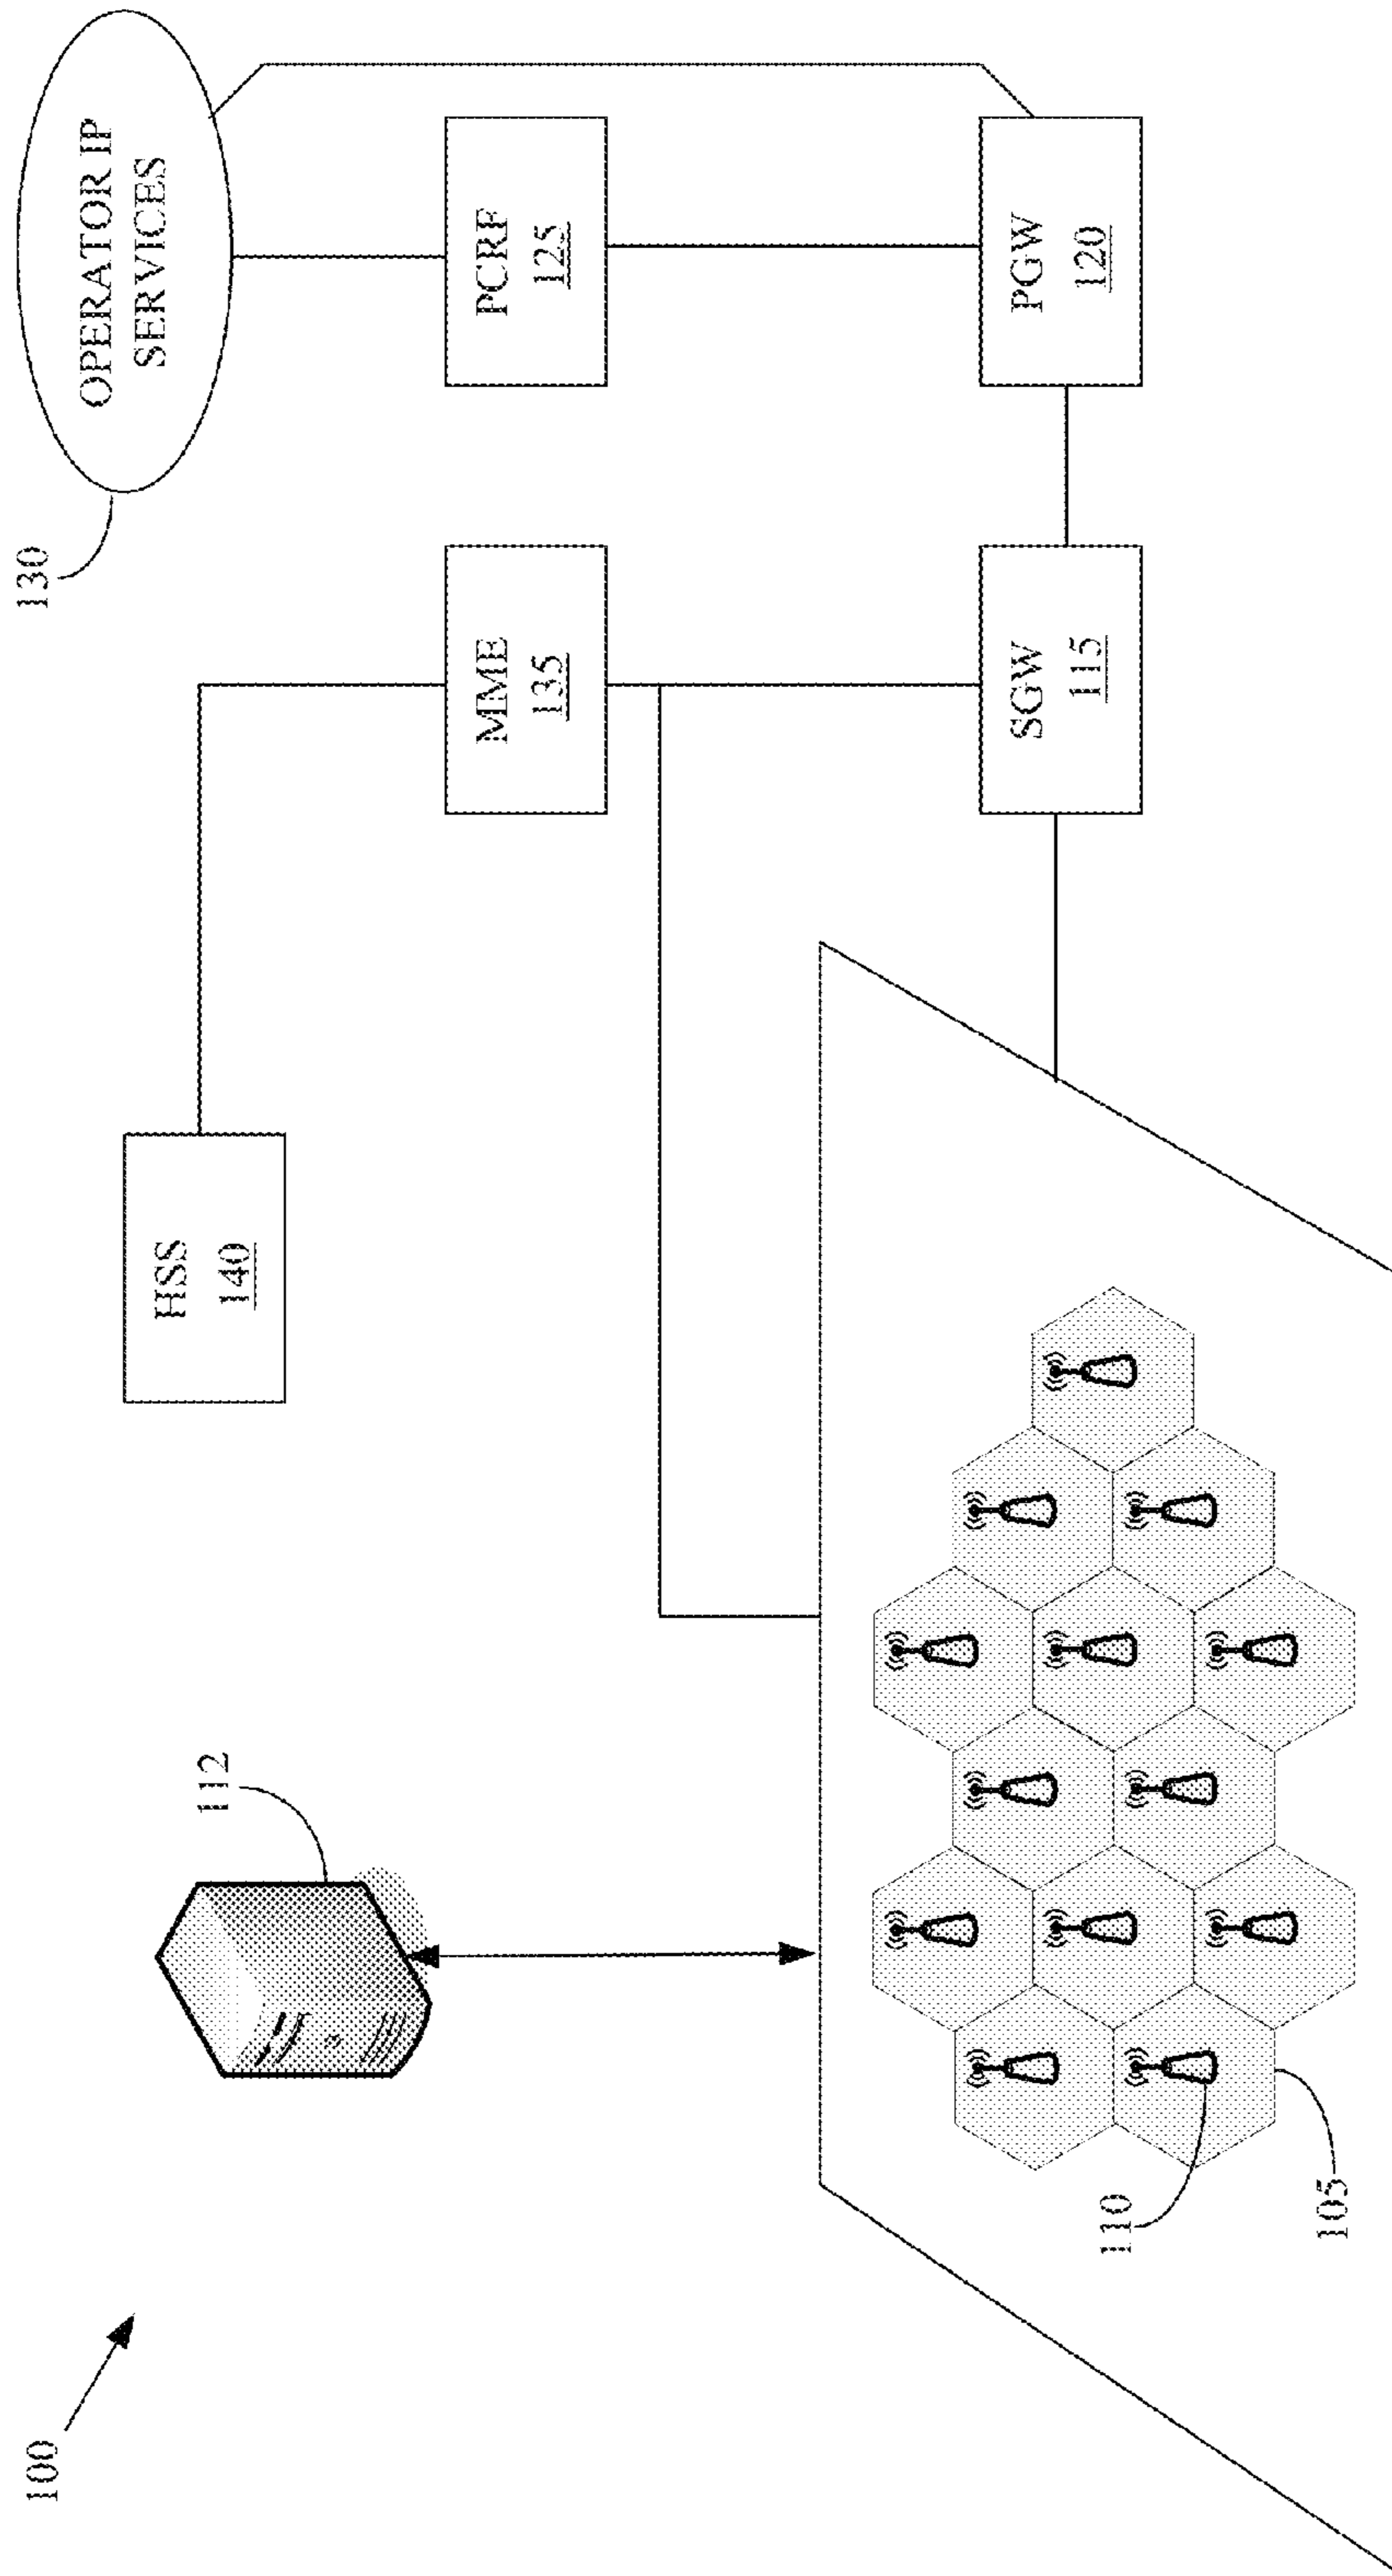 100
112
HSS
140
130
OPERATOR IP
SERVICES
MME
135
PCRF
125
SGW
115
PGW
120
110
105